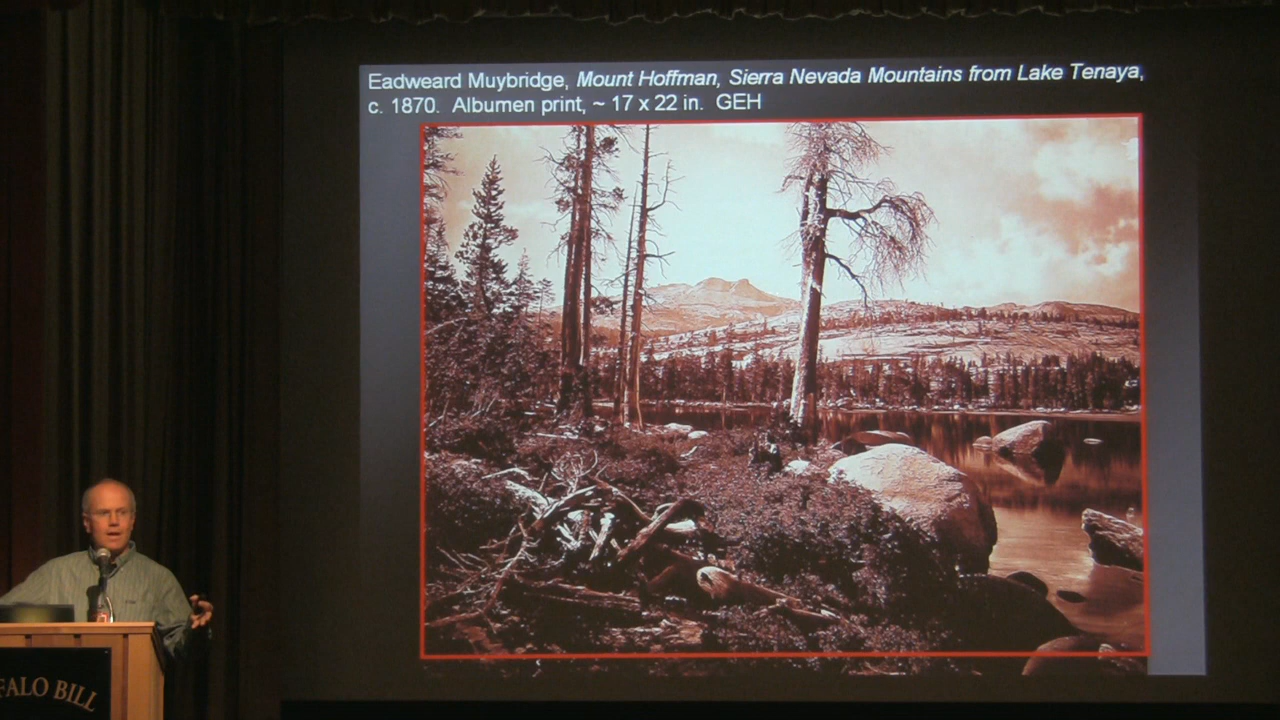 Eadweard Muybridge, Mount Hoffman, Sierra Nevada Mountains from Lake Tenaya,
c. 1870. Albumen print, ~ 17 x 22 in. GEH
FALO BILL